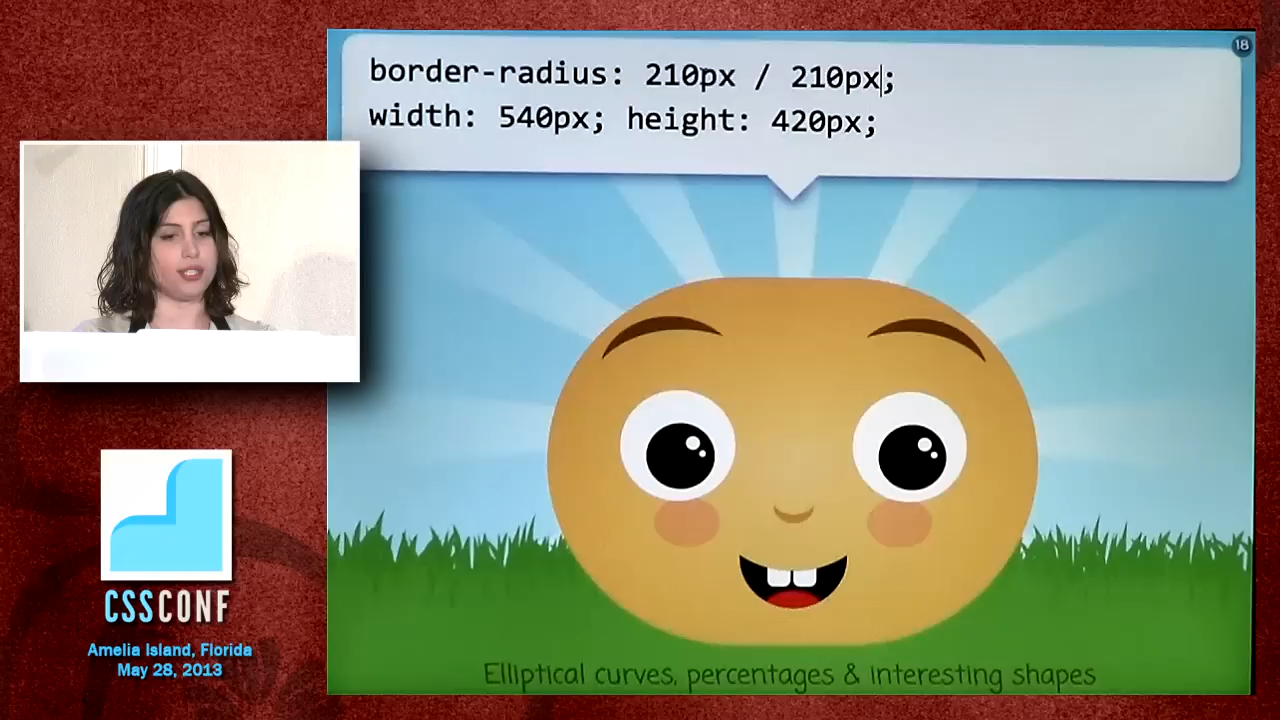 18
border-radius: 210px / 210px;
width: 540px; height: 420px;
CSSCONF
Amelia Island, Florida
May 28, 2013
Elliptical curves, percentages & interesting shapes